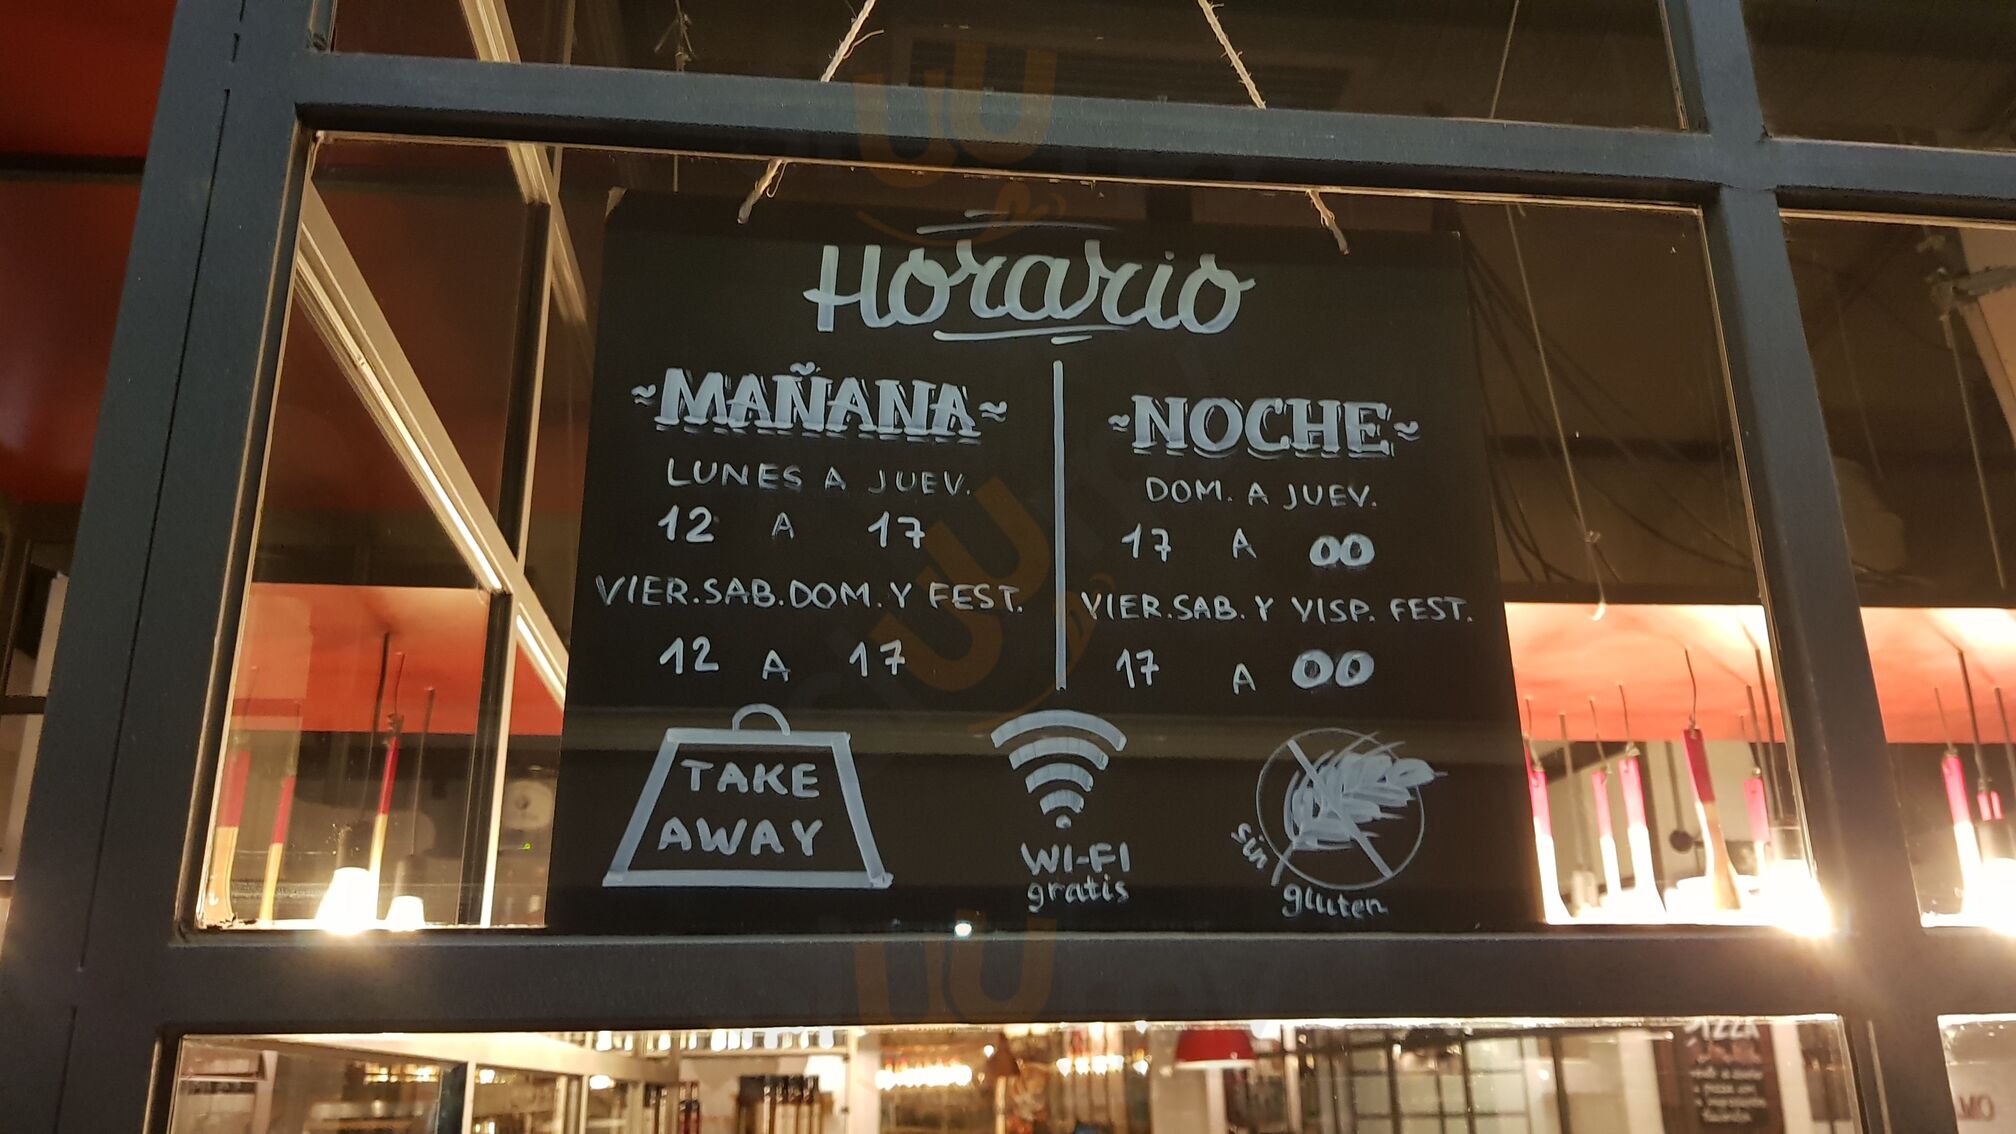 Horario
~MAÑANA~
LUNES A JUEV.
12 A 17
VIER.SAB.DOM.Y FEST.
12 A 17
~NOCHE~
DOM. A JUEV.
17 A 00
VIER.SAB. Y VISP. FEST.
17 A 00
TAKE
AWAY
WI-FI
gratis
sin
gluten